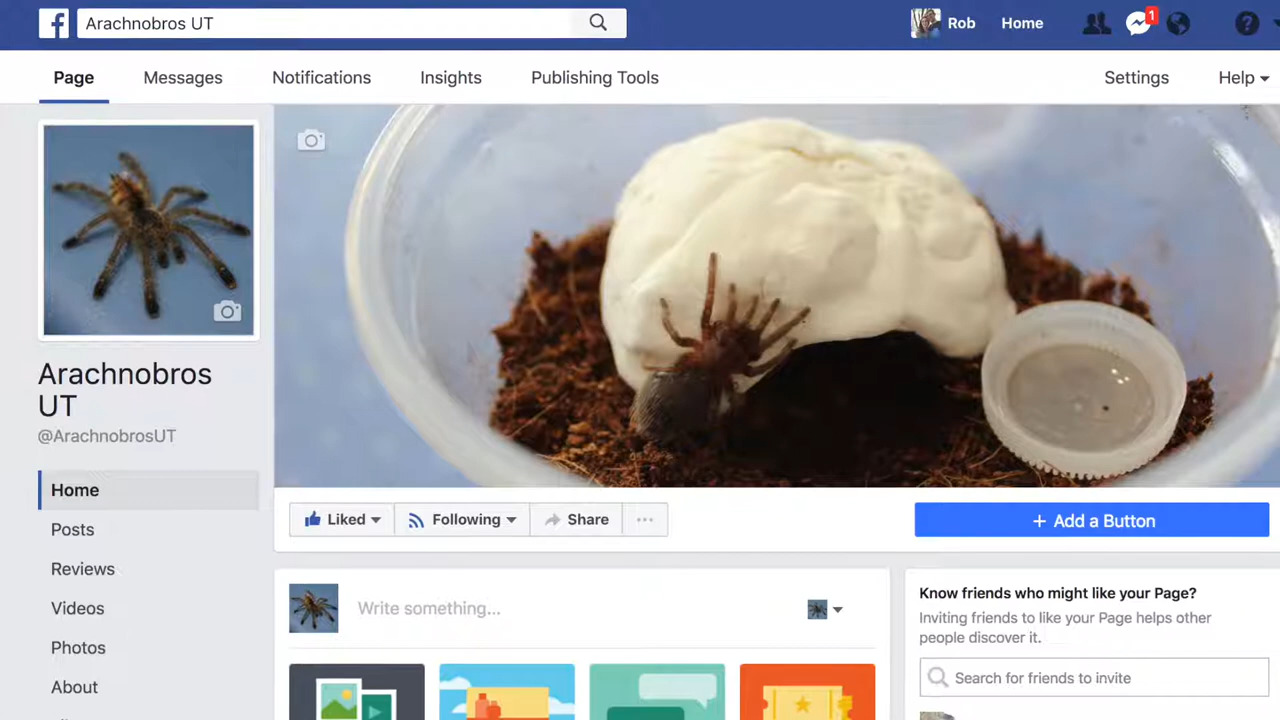 f Arachnobros UT Rob Home 1 ?
Page Messages Notifications Insights Publishing Tools Settings Help
Arachnobros
UT
@ArachnobrosUT
Home
Posts
Reviews
Videos
Photos
About
Liked Following Share ... + Add a Button
Write something...
Know friends who might like your Page?
Inviting friends to like your Page helps other
people discover it.
Search for friends to invite